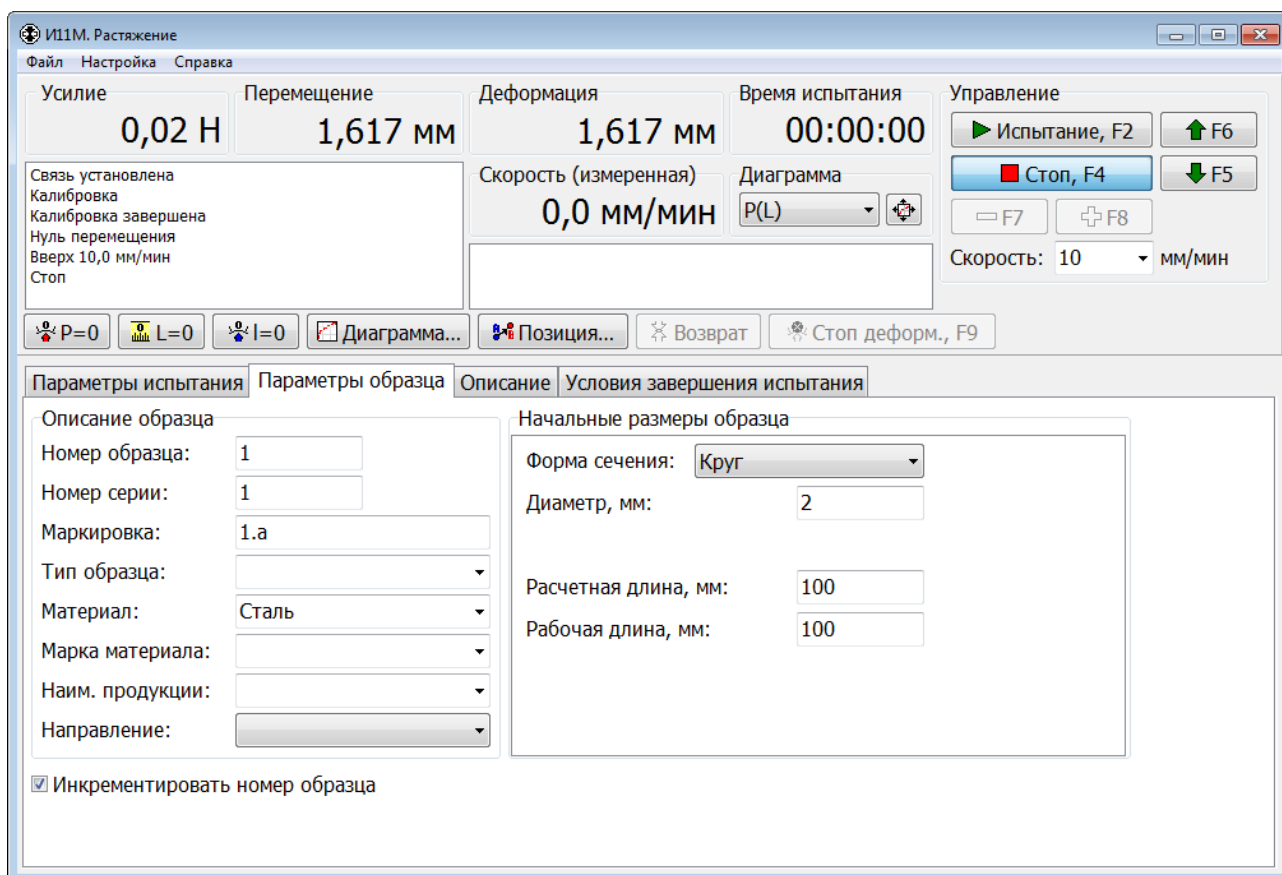 И11М. Растяжение
Файл Настройка Справка
Усилие
0,02 Н
Перемещение
1,617 мм
Деформация
1,617 мм
Время испытания
00:00:00
Управление
Испытание, F2
F6
Стоп, F4
F5
F7
F8
Скорость: 10 мм/мин
Связь установлена
Калибровка
Калибровка завершена
Нуль перемещения
Вверх 10,0 мм/мин
Стоп
Скорость (измеренная)
0,0 мм/мин
Диаграмма
P(L)
P=0
L=0
l=0
Диаграмма...
Позиция...
Возврат
Стоп деформ., F9
Параметры испытания
Параметры образца
Описание
Условия завершения испытания
Описание образца
Номер образца: 1
Номер серии: 1
Маркировка: 1.а
Тип образца:
Материал: Сталь
Марка материала:
Наим. продукции:
Направление:
Начальные размеры образца
Форма сечения: Круг
Диаметр, мм: 2
Расчетная длина, мм: 100
Рабочая длина, мм: 100
Инкрементировать номер образца